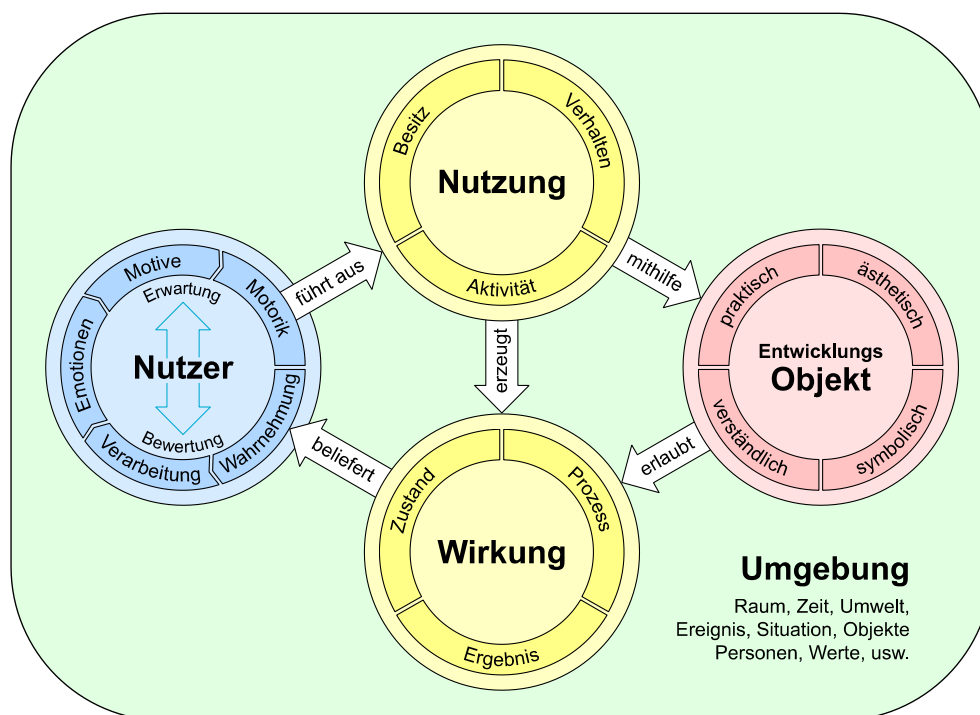 Besitz
Verhalten
Nutzung
Aktivität
führt aus
mithilfe
erzeugt
Motive
Motorik
Erwartung
Emotionen
Nutzer
Bewertung
Verarbeitung
Wahrnehmung
praktisch
ästhetisch
Entwicklungs
Objekt
verständlich
symbolisch
beliefert
erlaubt
Zustand
Prozess
Wirkung
Ergebnis
Umgebung
Raum, Zeit, Umwelt,
Ereignis, Situation, Objekte
Personen, Werte, usw.